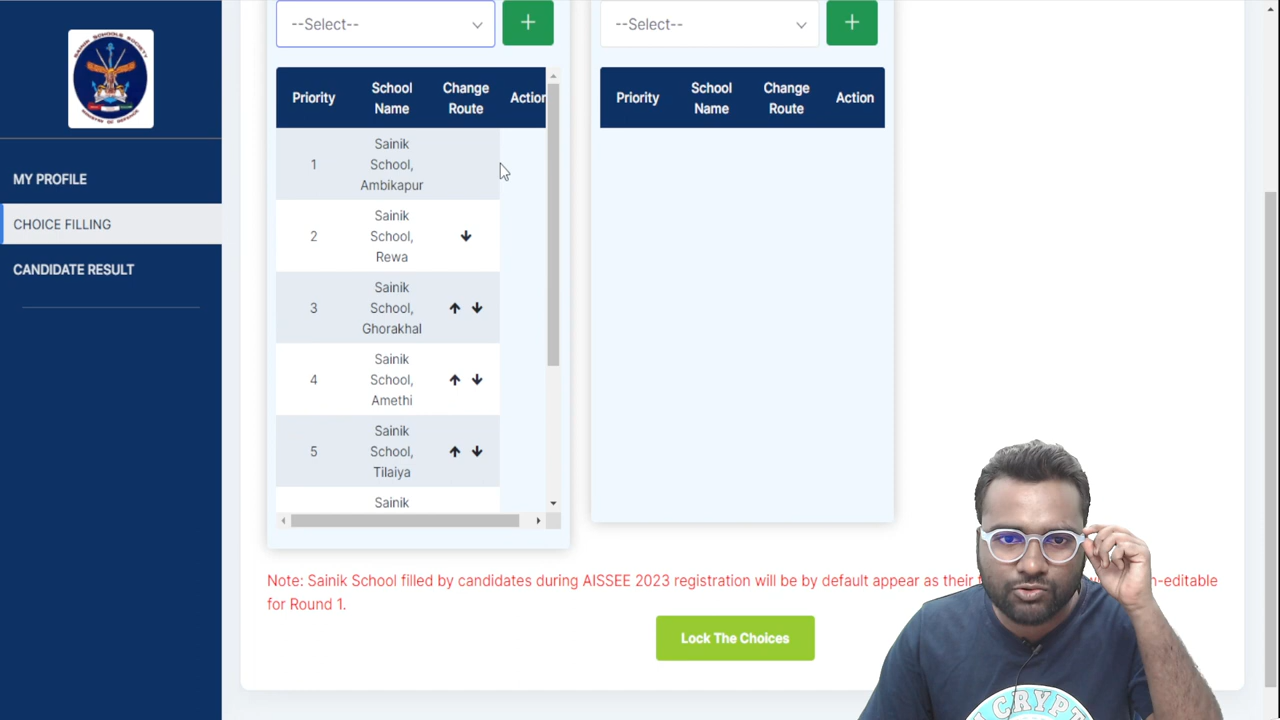 --Select--
+
--Select--
+
Priority
School Name
Change Route
Action
Priority
School Name
Change Route
Action
1
Sainik School, Ambikapur
2
Sainik School, Rewa
3
Sainik School, Ghorakhal
4
Sainik School, Amethi
5
Sainik School, Tilaiya
Sainik
MY PROFILE
CHOICE FILLING
CANDIDATE RESULT
Note: Sainik School filled by candidates during AISSEE 2023 registration will be by default appear as their
n-editable
for Round 1.
Lock The Choices
CRYPT